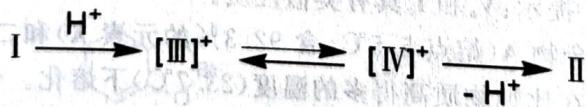 I H⁺ [Ⅲ]⁺ [Ⅳ]⁺ -H⁺ Ⅱ